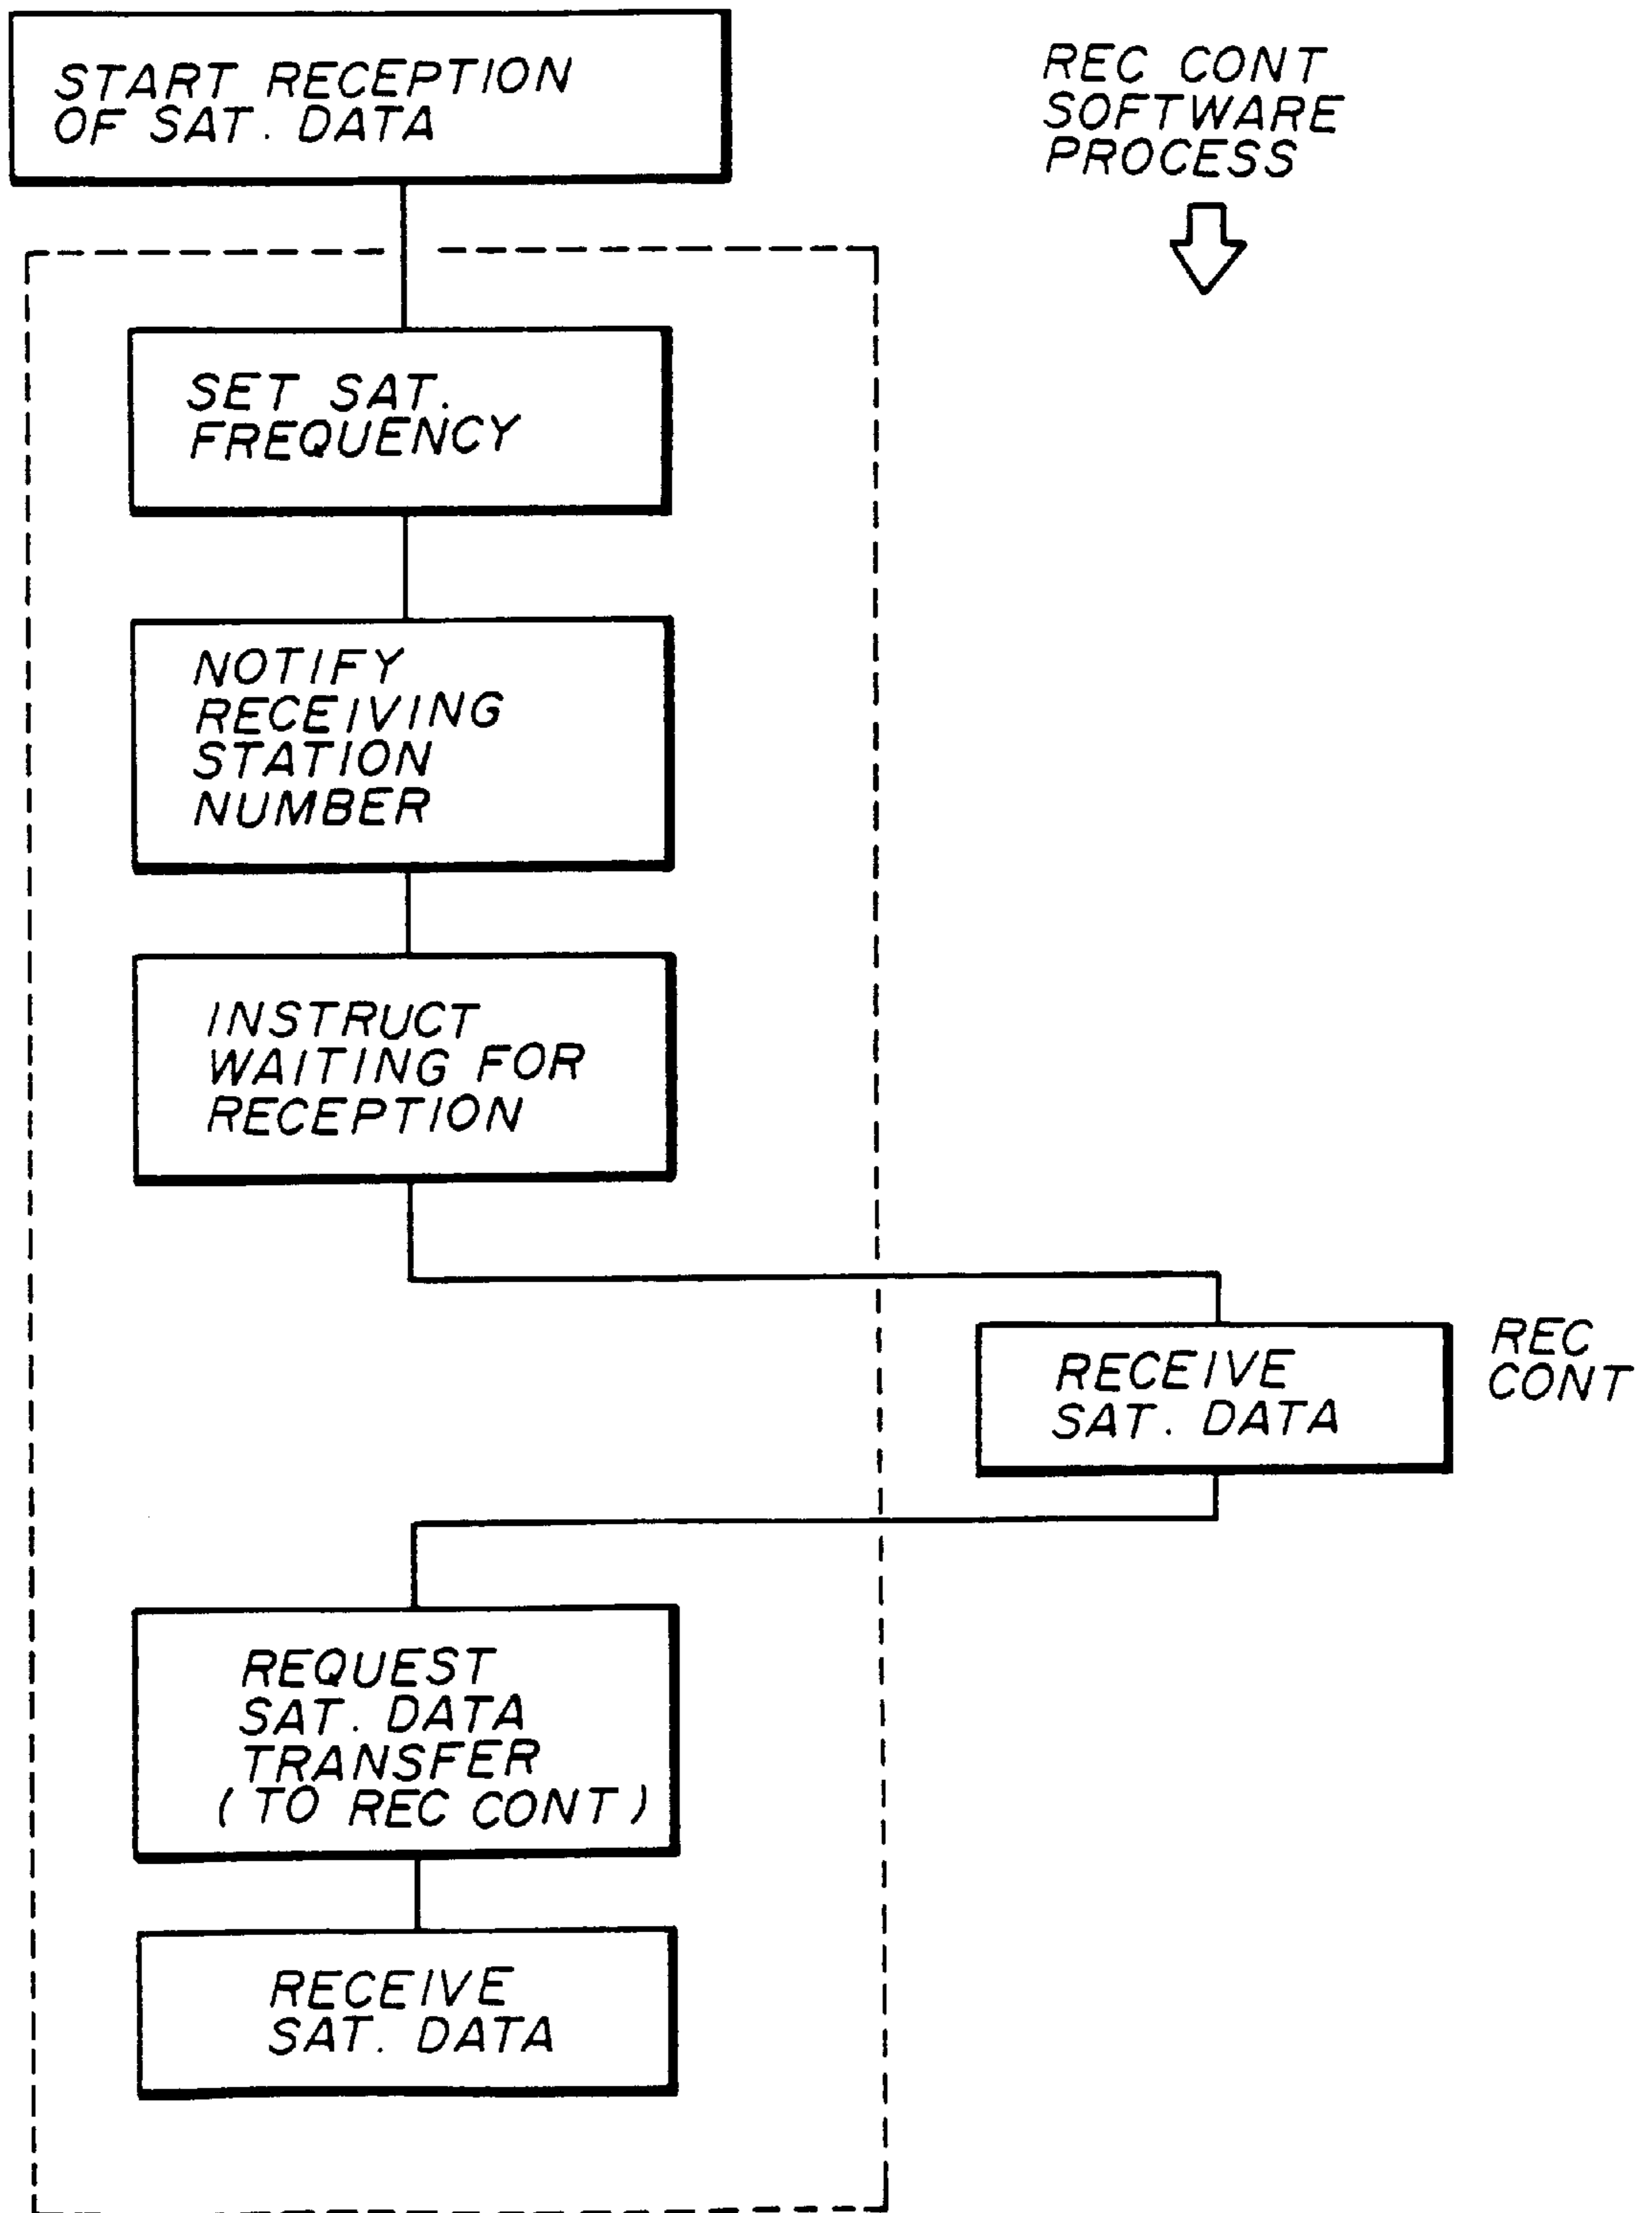 START RECEPTION
OF SAT. DATA
REC CONT
SOFTWARE
PROCESS
SET SAT.
FREQUENCY
NOTIFY
RECEIVING
STATION
NUMBER
INSTRUCT
WAITING FOR
RECEPTION
RECEIVE
SAT. DATA
REC
CONT
REQUEST
SAT. DATA
TRANSFER
(TO REC CONT)
RECEIVE
SAT. DATA